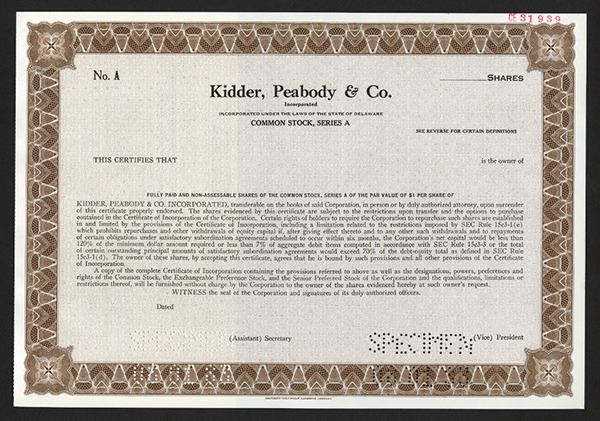 CE 31939
No. A
SHARES
Kidder, Peabody & Co.
Incorporated
INCORPORATED UNDER THE LAWS OF THE STATE OF DELAWARE
COMMON STOCK, SERIES A
SEE REVERSE FOR CERTAIN DEFINITIONS
THIS CERTIFIES THAT
is the owner of
FULLY PAID AND NON-ASSESSABLE SHARES OF THE COMMON STOCK, SERIES A OF THE PAR VALUE OF $1 PER SHARE OF
KIDDER, PEABODY & CO. INCORPORATED, transferable on the books of said Corporation, in person or by duly authorized attorney, upon surrender
of this certificate properly endorsed. The shares evidenced by this certificate are subject to the restrictions upon transfer and the options to purchase
contained in the Certificate of Incorporation of the Corporation. Certain rights of holders to require the Corporation to repurchase such shares are established
in and limited by the provisions of the Certificate of Incorporation, including a limitation related to the restrictions imposed by SEC Rule 15c3-1(e)
which prohibits repurchases and other withdrawals of equity capital if, after giving effect thereto and to any other such withdrawals and to repayments
of certain obligations under satisfactory subordination agreements scheduled to occur within six months, the Corporation's net capital would be less than
120% of the minimum dollar amount required or less than 7% of aggregate debit items computed in accordance with SEC Rule 15c3-3 or the total
of certain outstanding principal amounts of satisfactory subordination agreements would exceed 70% of the debt-equity total as defined in SEC Rule
15c3-1(d). The owner of these shares, by accepting this certificate, agrees that he is bound by such provisions and all other provisions of the Certificate
of Incorporation.
A copy of the complete Certificate of Incorporation containing the provisions referred to above as well as the designations, powers, preferences and
rights of the Common Stock, the Exchangeable Preference Stock, and the Senior Preferred Stock of the Corporation and the qualifications, limitations or
restrictions thereof, will be furnished without charge by the Corporation to the owner of the shares evidenced hereby at such owner's request.
WITNESS the seal of the Corporation and signatures of its duly authorized officers.
Dated
(Assistant) Secretary
SPECIMEN
(Vice) President